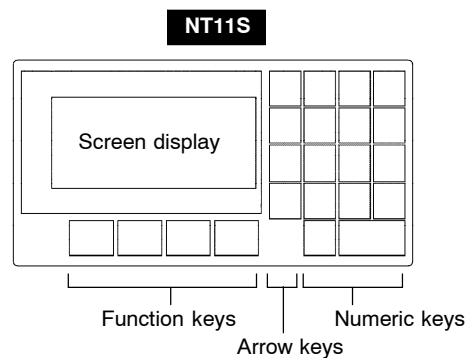 NT11S
Screen display
Function keys
Numeric keys
Arrow keys